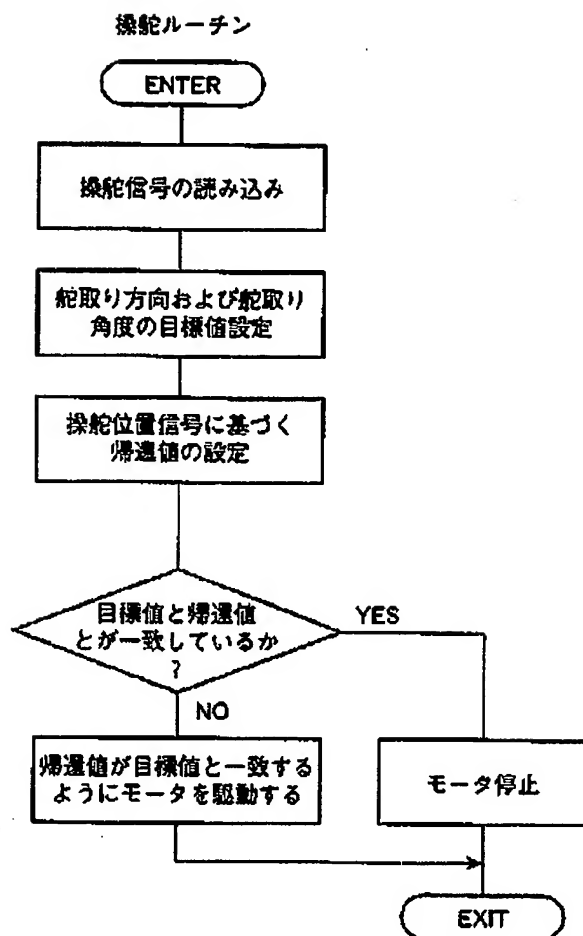 操舵ルーチン
ENTER
操舵信号の読み込み
舵取り方向および舵取り
角度の目標値設定
操舵位置信号に基づく
帰還値の設定
目標値と帰還値
とが一致しているか
?
YES
NO
帰還値が目標値と一致する
ようにモータを駆動する
モータ停止
EXIT